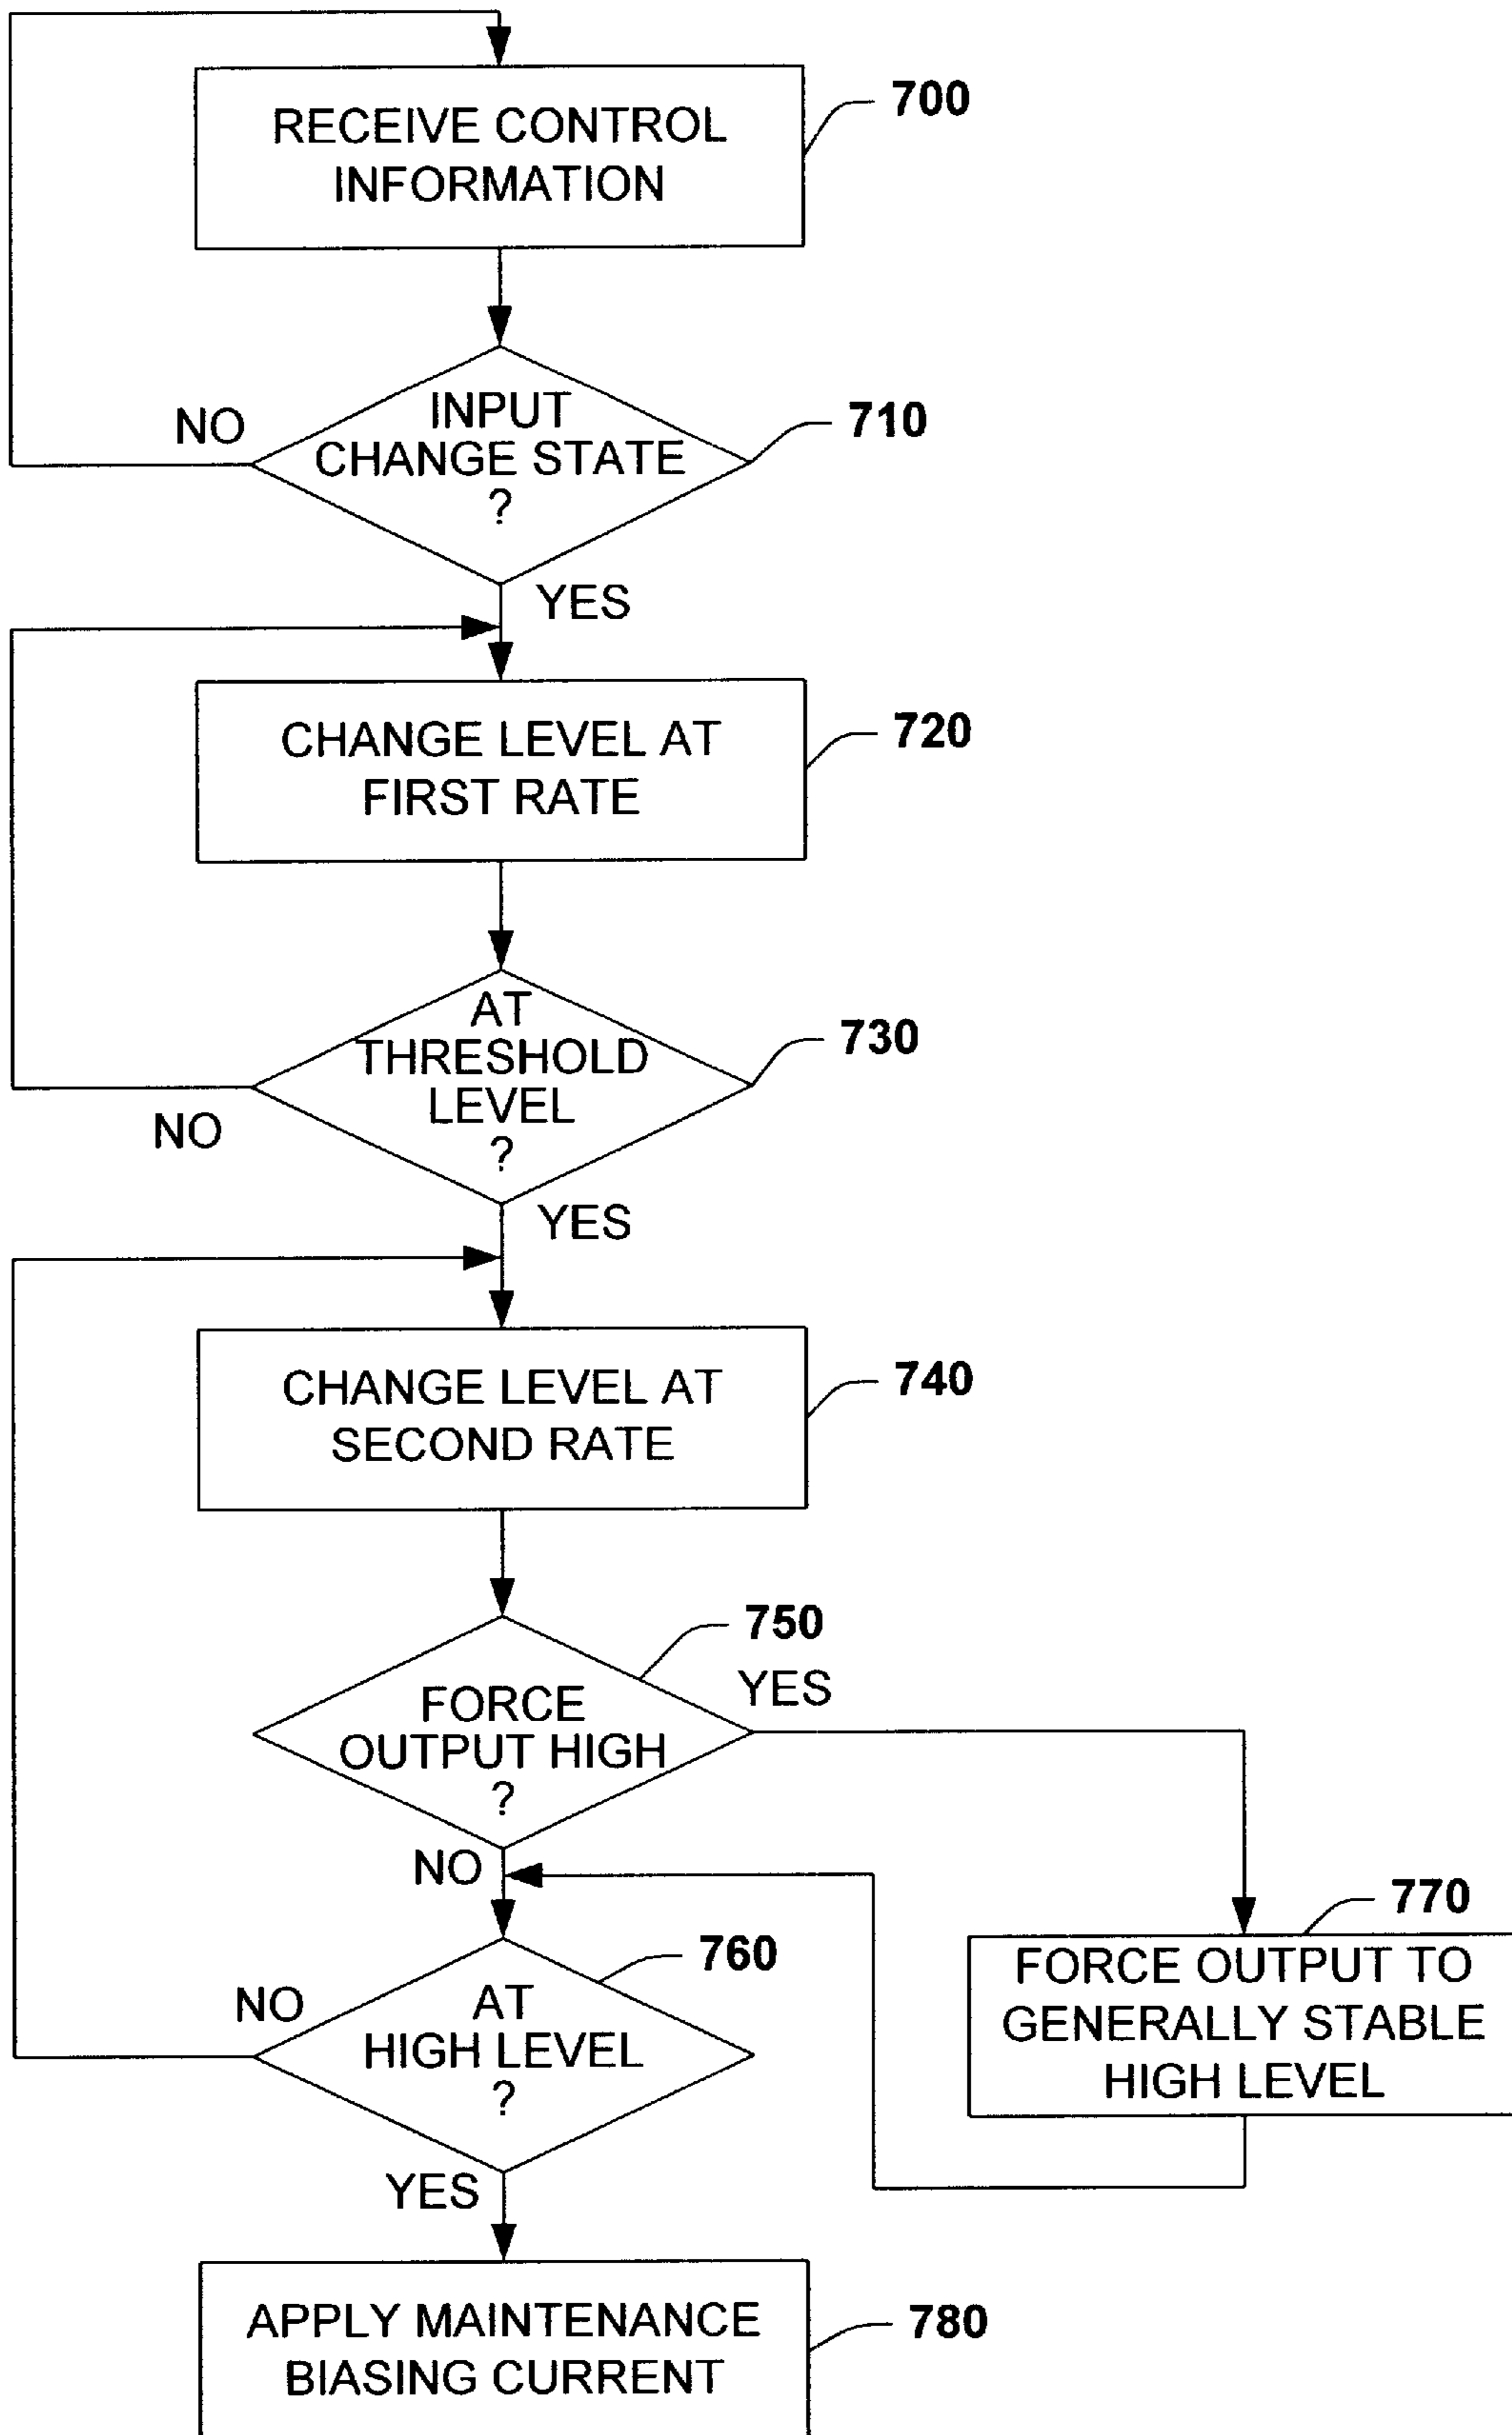 RECEIVE CONTROL
INFORMATION
700
INPUT
CHANGE STATE
?
710
NO
YES
CHANGE LEVEL AT
FIRST RATE
720
AT
THRESHOLD
LEVEL
?
730
NO
YES
CHANGE LEVEL AT
SECOND RATE
740
FORCE
OUTPUT HIGH
?
750
YES
NO
AT
HIGH LEVEL
?
760
NO
YES
FORCE OUTPUT TO
GENERALLY STABLE
HIGH LEVEL
770
APPLY MAINTENANCE
BIASING CURRENT
780